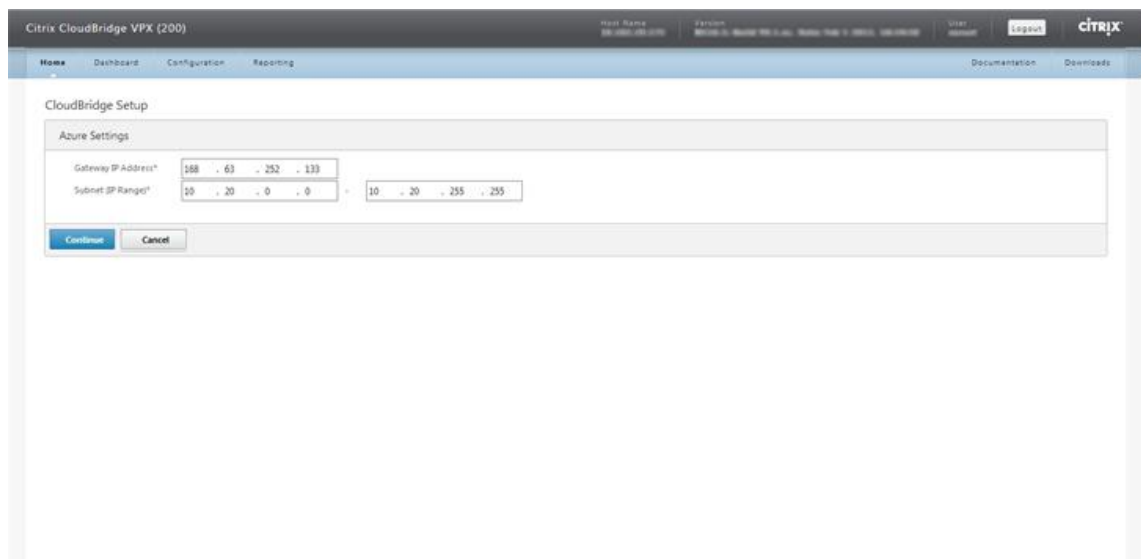 Citrix CloudBridge VPX (200) Host Name Version User Logout CITRIX
Home Dashboard Configuration Reporting Documentation Downloads
CloudBridge Setup
Azure Settings
Gateway IP Address* 168 . 63 . 252 . 133
Subnet (IP Range)* 10 . 20 . 0 . 0 - 10 . 20 . 255 . 255
Continue Cancel